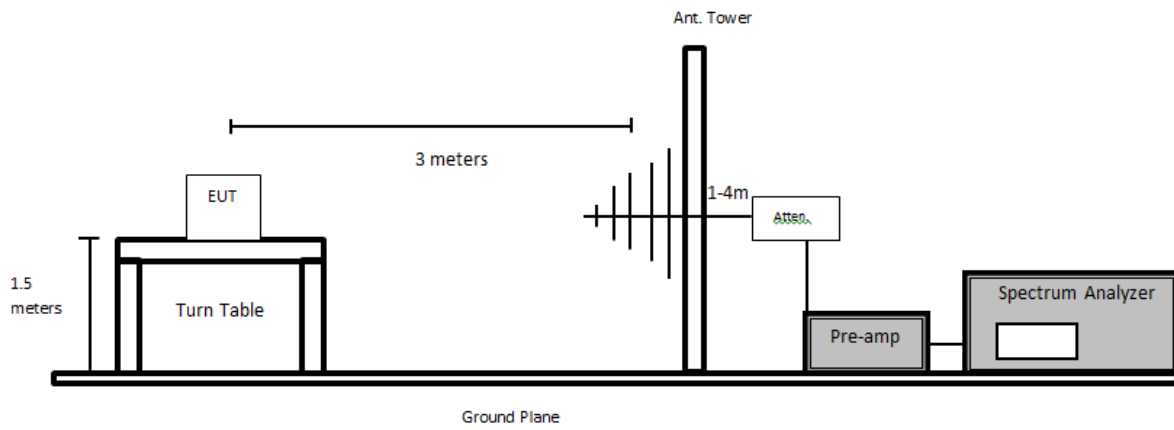 Ant. Tower
3 meters
EUT
1-4m
Atten.
1.5
meters
Turn Table
Spectrum Analyzer
Pre-amp
Ground Plane